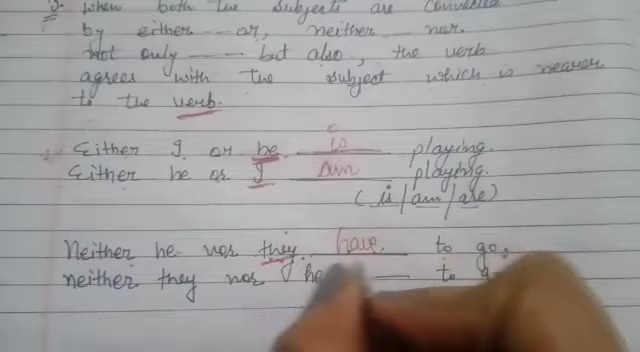 when both the subjects are connected
by either — or, neither — nor.
Not only — — but also, the verb
agrees with the subject which is nearer
to the verb.
Either I or he is playing.
Either he or I am playing.
(is/am/are)
Neither he nor they have to go.
neither they nor he — to